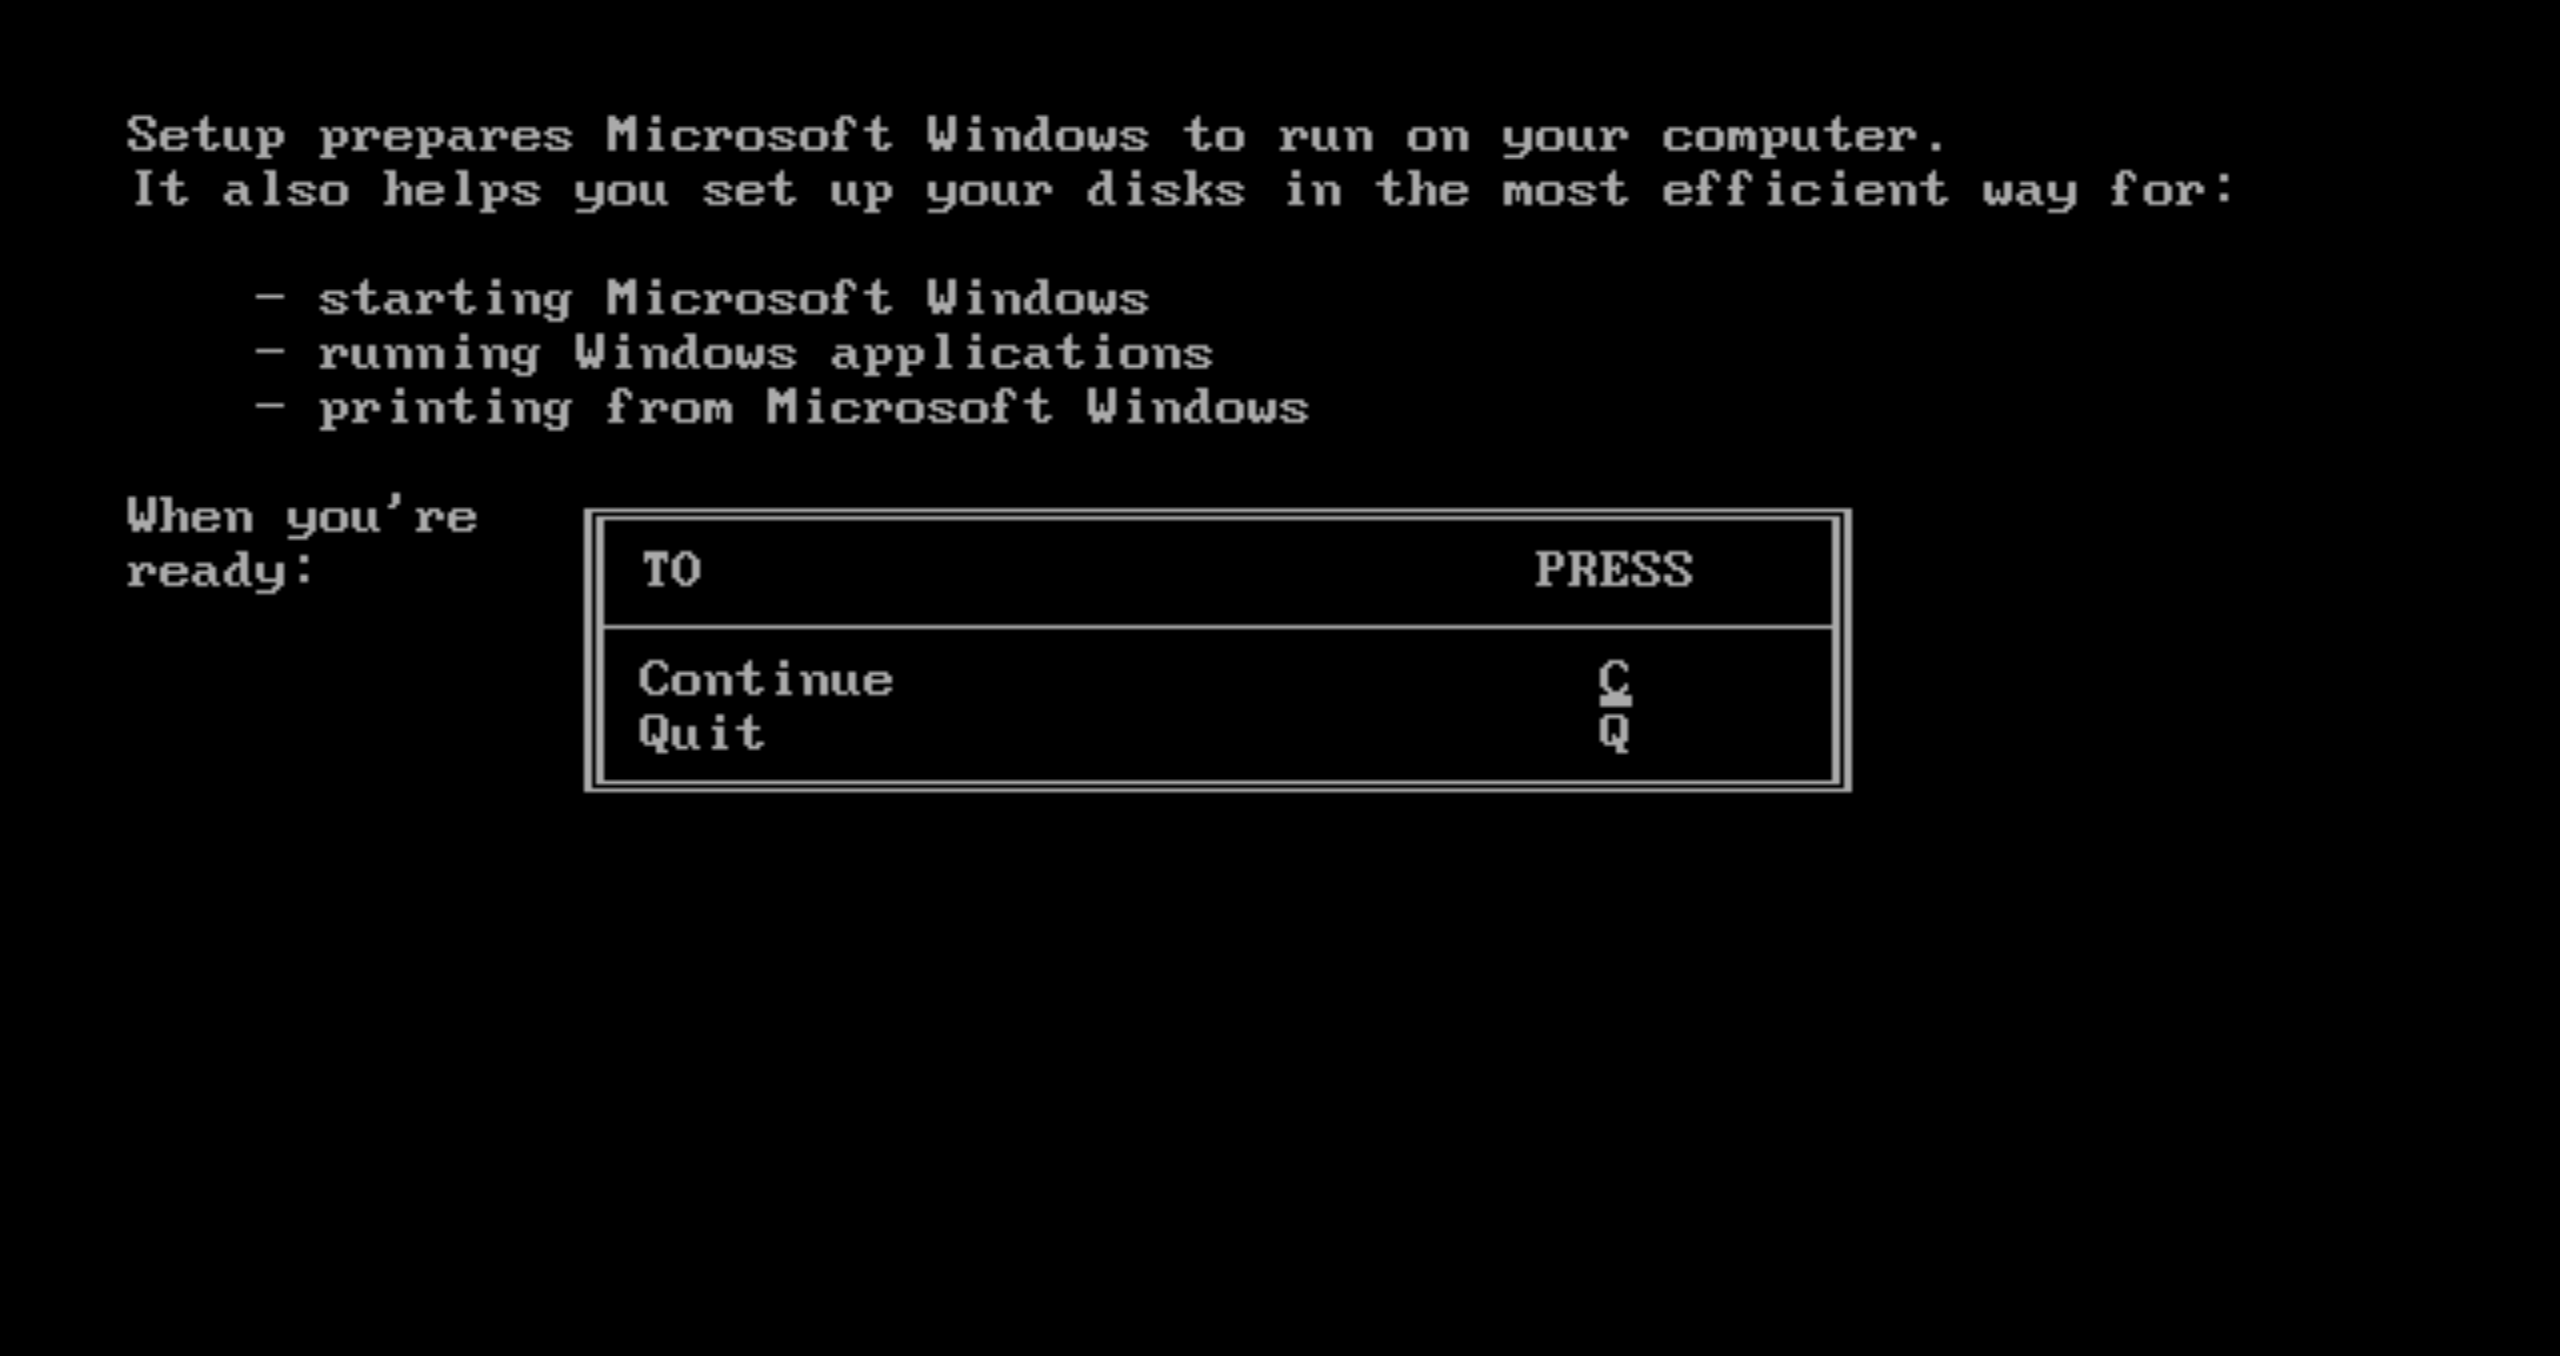 Setup prepares Microsoft Windows to run on your computer.
It also helps you set up your disks in the most efficient way for:
- starting Microsoft Windows
- running Windows applications
- printing from Microsoft Windows
When you're
ready:
TO PRESS
Continue C
Quit Q